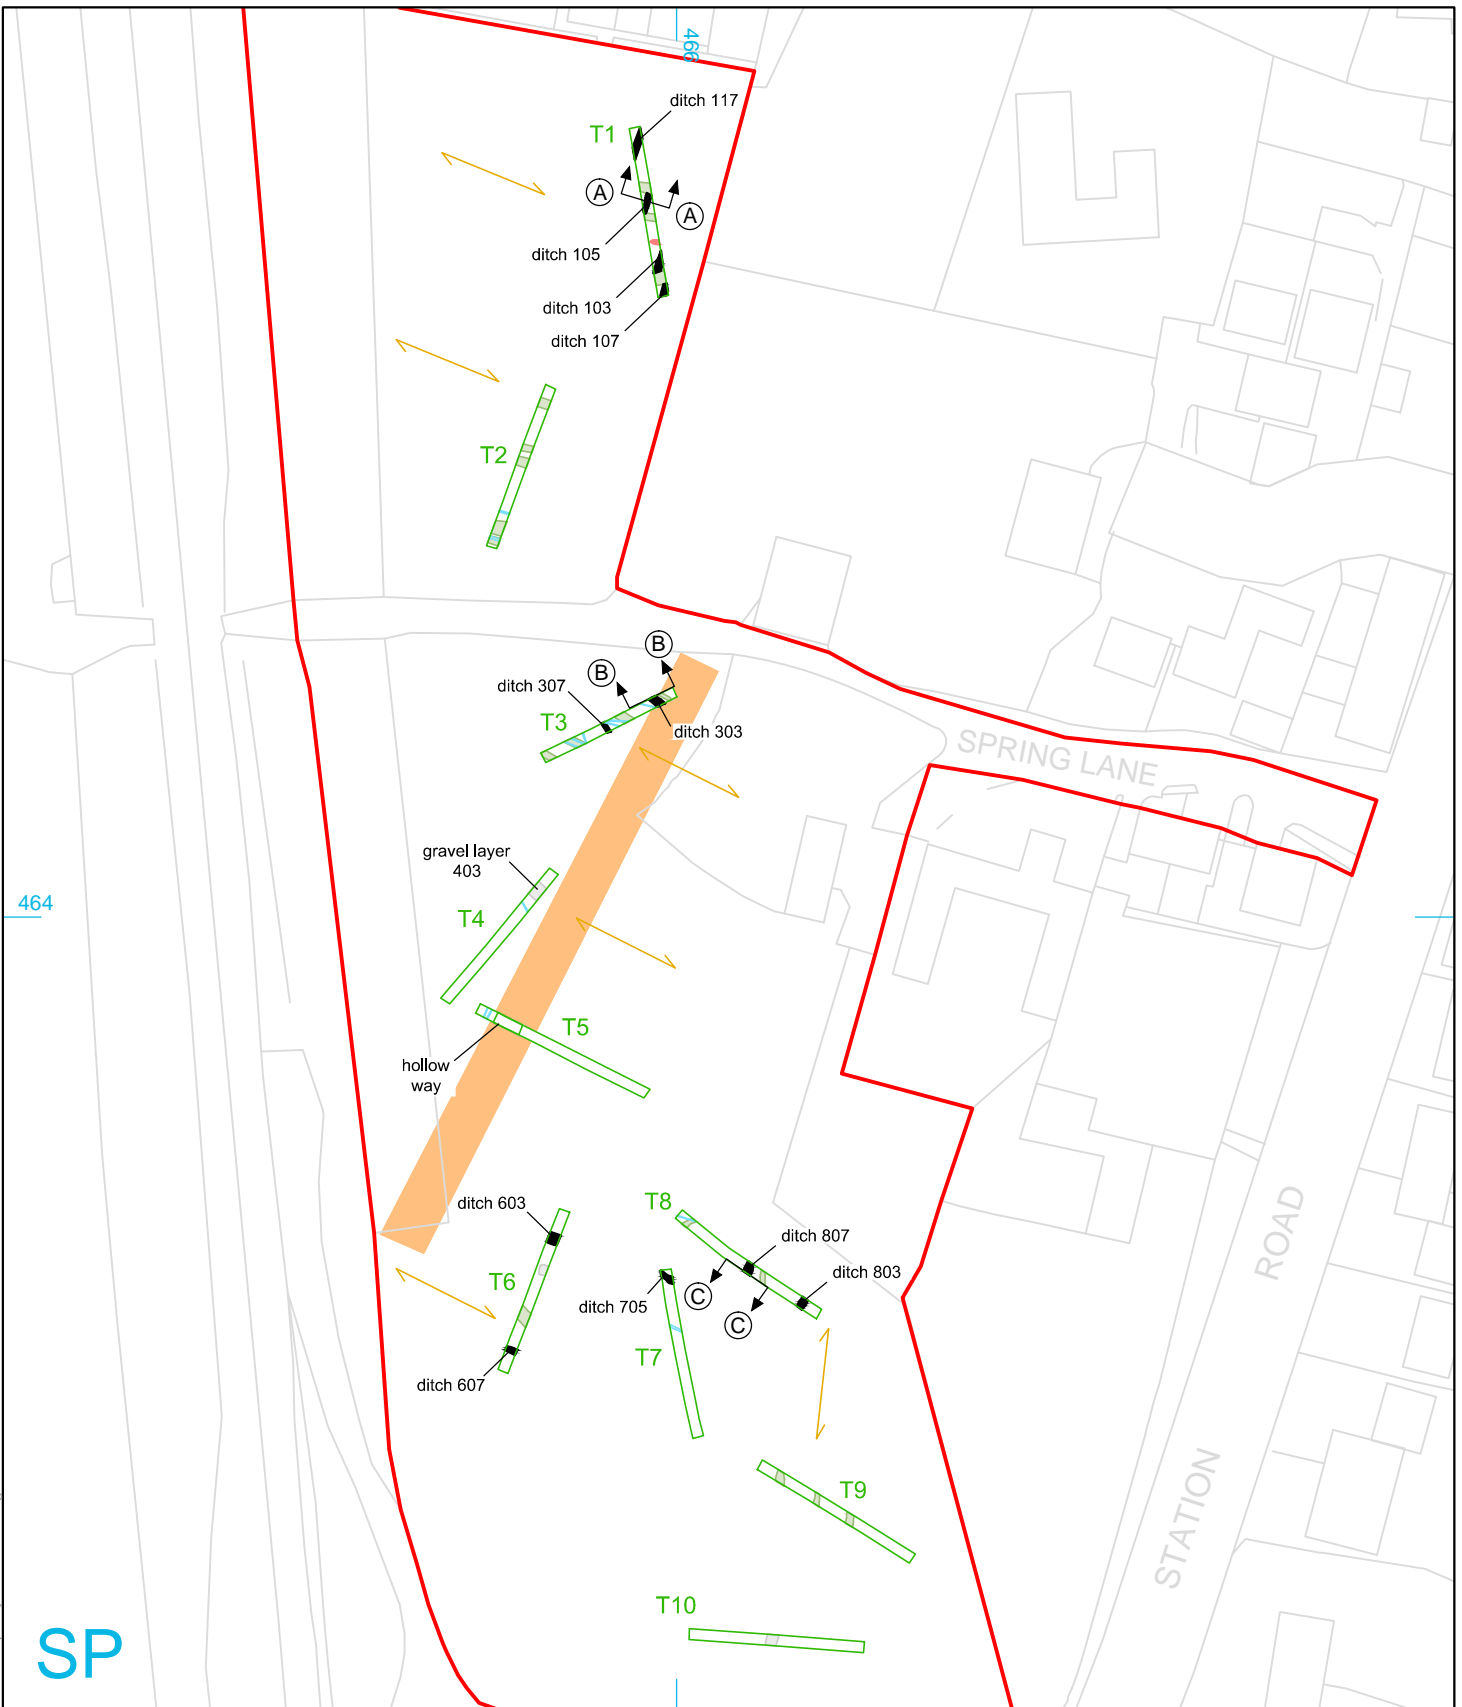 466
ditch 117
T1
A
A
ditch 105
ditch 103
ditch 107
T2
B
B
ditch 307
T3
ditch 303
SPRING LANE
gravel layer
403
464
T4
T5
hollow
way
ditch 603
T8
ditch 807
ROAD
ditch 803
T6
C
ditch 705
C
T7
ditch 607
T9
STATION
T10
SP